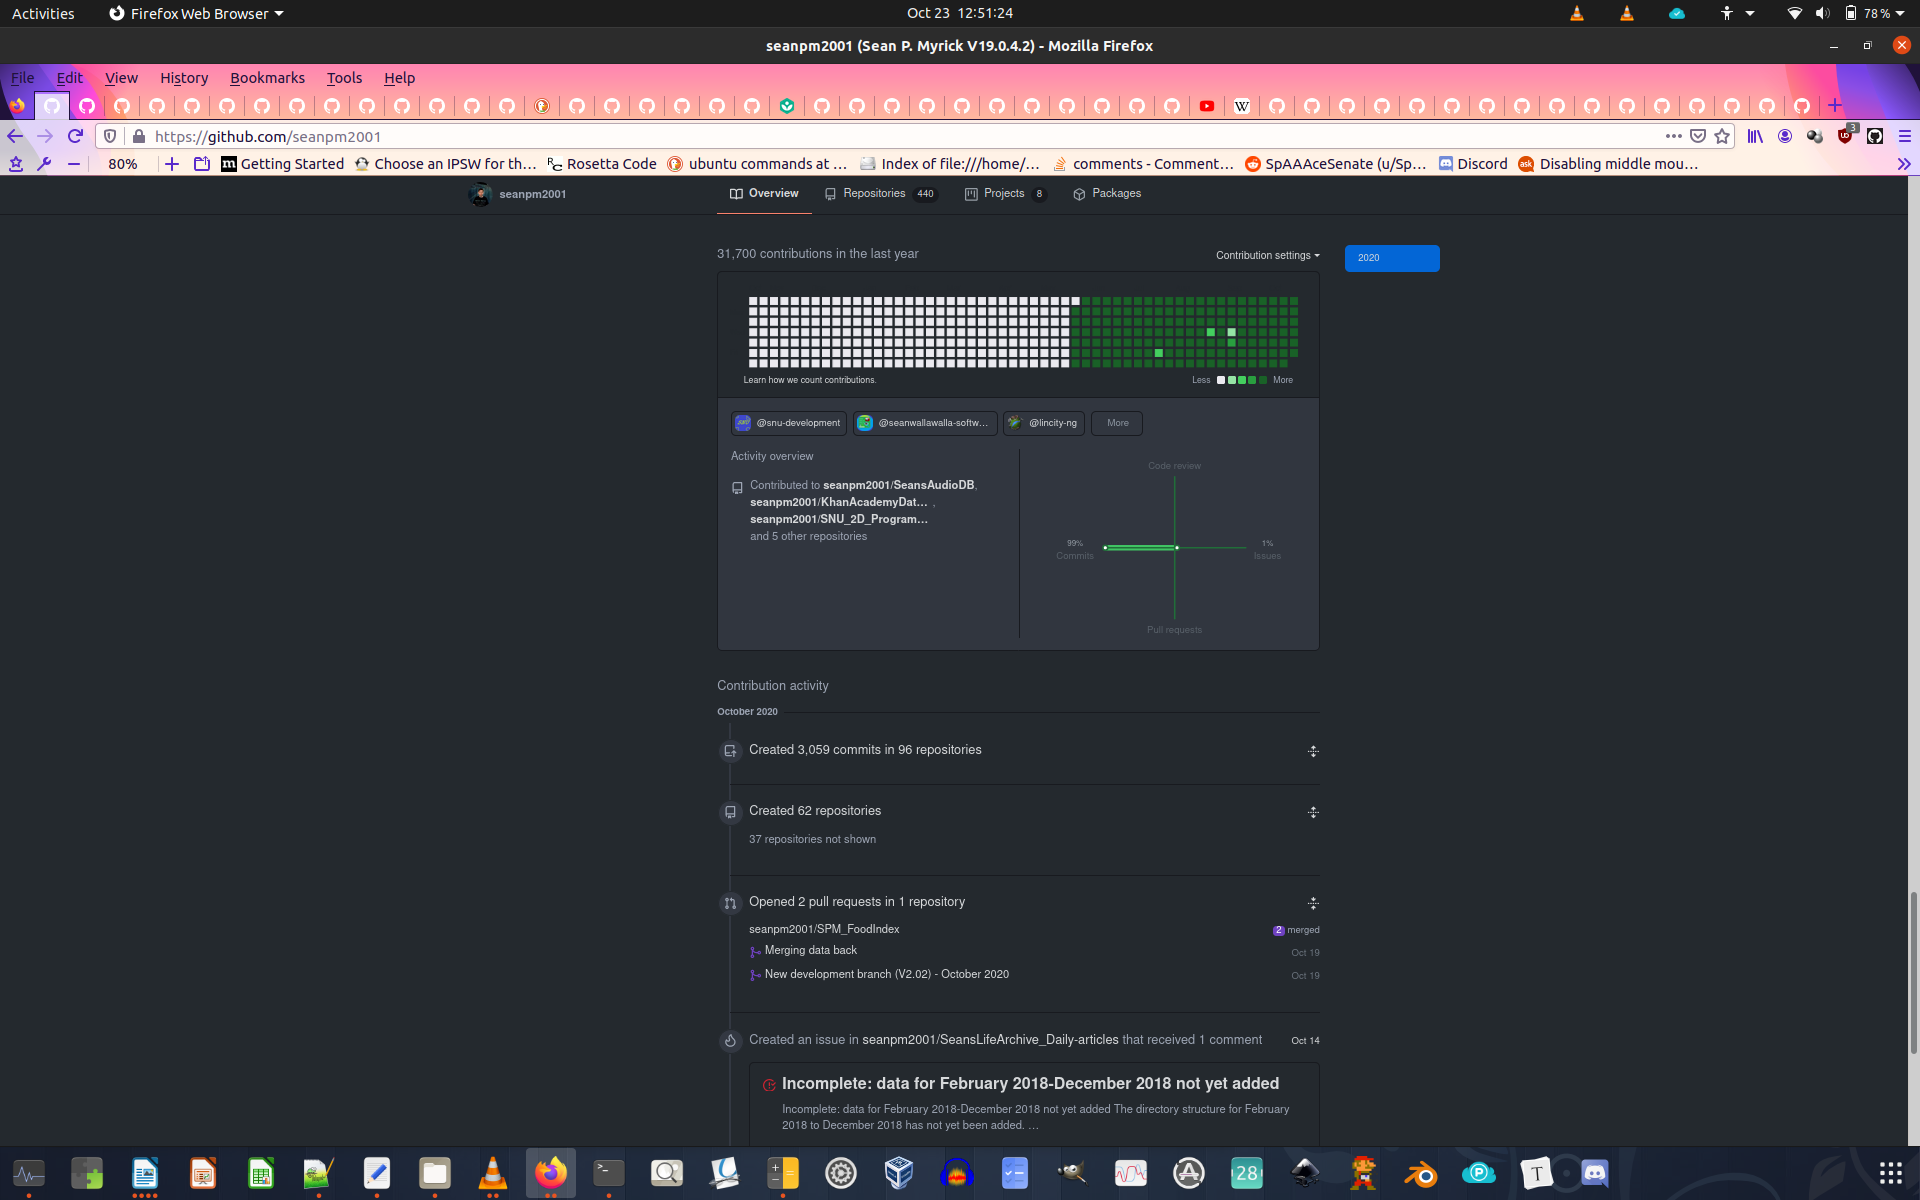 Activities
Firefox Web Browser
Oct 23 12:51:24
78 %
seanpm2001 (Sean P. Myrick V19.0.4.2) - Mozilla Firefox
File Edit View History Bookmarks Tools Help
W
https://github.com/seanpm2001
3
80%
m Getting Started
Choose an IPSW for th…
Rosetta Code
ubuntu commands at …
Index of file:///home/…
comments - Comment…
SpAAAceSenate (u/Sp…
Discord
ask Disabling middle mou…
seanpm2001
Overview
Repositories 440
Projects 8
Packages
31,700 contributions in the last year
Contribution settings
2020
Learn how we count contributions.
Less
More
@snu-development
@seanwallawalla-softw…
@lincity-ng
More
Activity overview
Contributed to seanpm2001/SeansAudioDB,
seanpm2001/KhanAcademyDat… ,
seanpm2001/SNU_2D_Program…
and 5 other repositories
Code review
99%
Commits
1%
Issues
Pull requests
Contribution activity
October 2020
Created 3,059 commits in 96 repositories
Created 62 repositories
37 repositories not shown
Opened 2 pull requests in 1 repository
seanpm2001/SPM_FoodIndex
2 merged
Merging data back
Oct 19
New development branch (V2.02) - October 2020
Oct 19
Created an issue in seanpm2001/SeansLifeArchive_Daily-articles that received 1 comment
Oct 14
Incomplete: data for February 2018-December 2018 not yet added
Incomplete: data for February 2018-December 2018 not yet added The directory structure for February
2018 to December 2018 has not yet been added. …
28
T